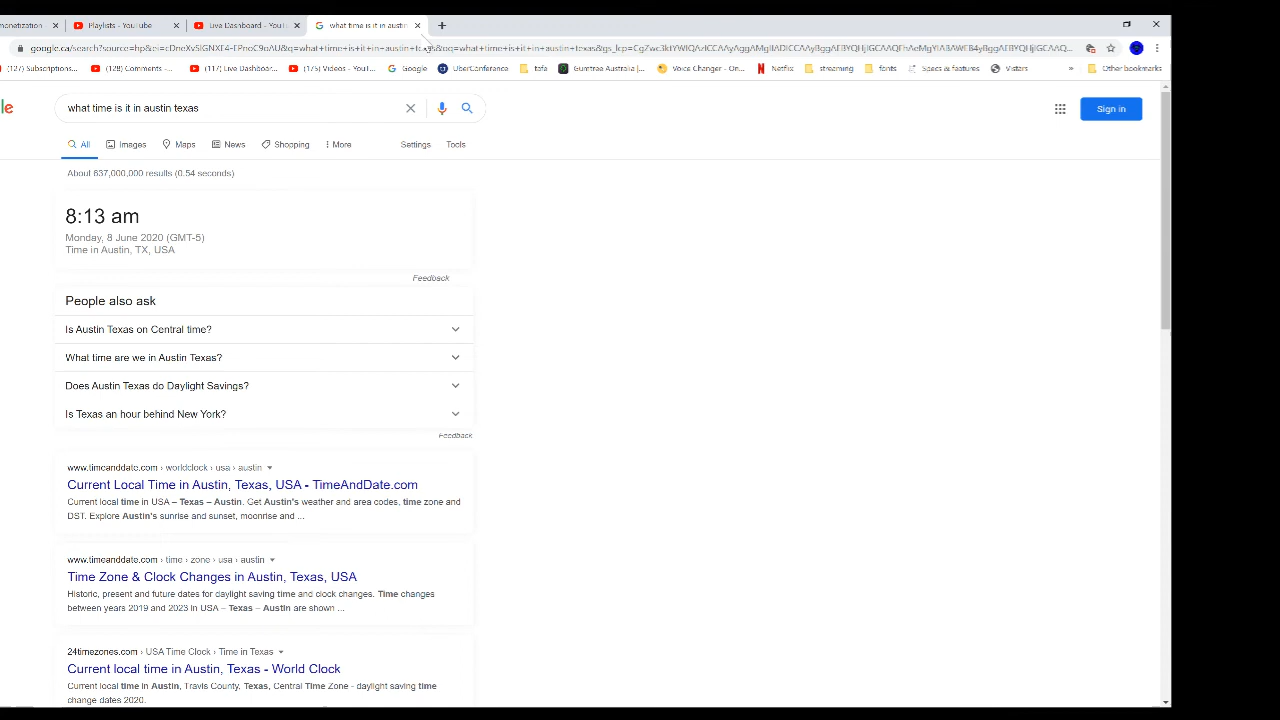 monetization
Playlists - YouTube
Live Dashboard - YouT
what time is it in austin
(127) Subscriptions...
(128) Comments -...
(117) Live Dashboar...
(175) Videos - YouT...
Google
UberConference
tafa
Gumtree Australia |...
Voice Changer - On...
Netflix
streaming
fonts
Specs & features
Vistars
»
Other bookmarks
le
what time is it in austin texas
Sign in
All
Images
Maps
News
Shopping
More
Settings
Tools
About 637,000,000 results (0.54 seconds)
8:13 am
Monday, 8 June 2020 (GMT-5)
Time in Austin, TX, USA
Feedback
People also ask
Is Austin Texas on Central time?
What time are we in Austin Texas?
Does Austin Texas do Daylight Savings?
Is Texas an hour behind New York?
Feedback
www.timeanddate.com › worldclock › usa › austin
Current Local Time in Austin, Texas, USA - TimeAndDate.com
Current local time in USA – Texas – Austin. Get Austin's weather and area codes, time zone and
DST. Explore Austin's sunrise and sunset, moonrise and ...
www.timeanddate.com › time › zone › usa › austin
Time Zone & Clock Changes in Austin, Texas, USA
Historic, present and future dates for daylight saving time and clock changes. Time changes
between years 2019 and 2023 in USA – Texas – Austin are shown ...
24timezones.com › USA Time Clock › Time in Texas
Current local time in Austin, Texas - World Clock
Current local time in Austin, Travis County, Texas, Central Time Zone - daylight saving time
change dates 2020.